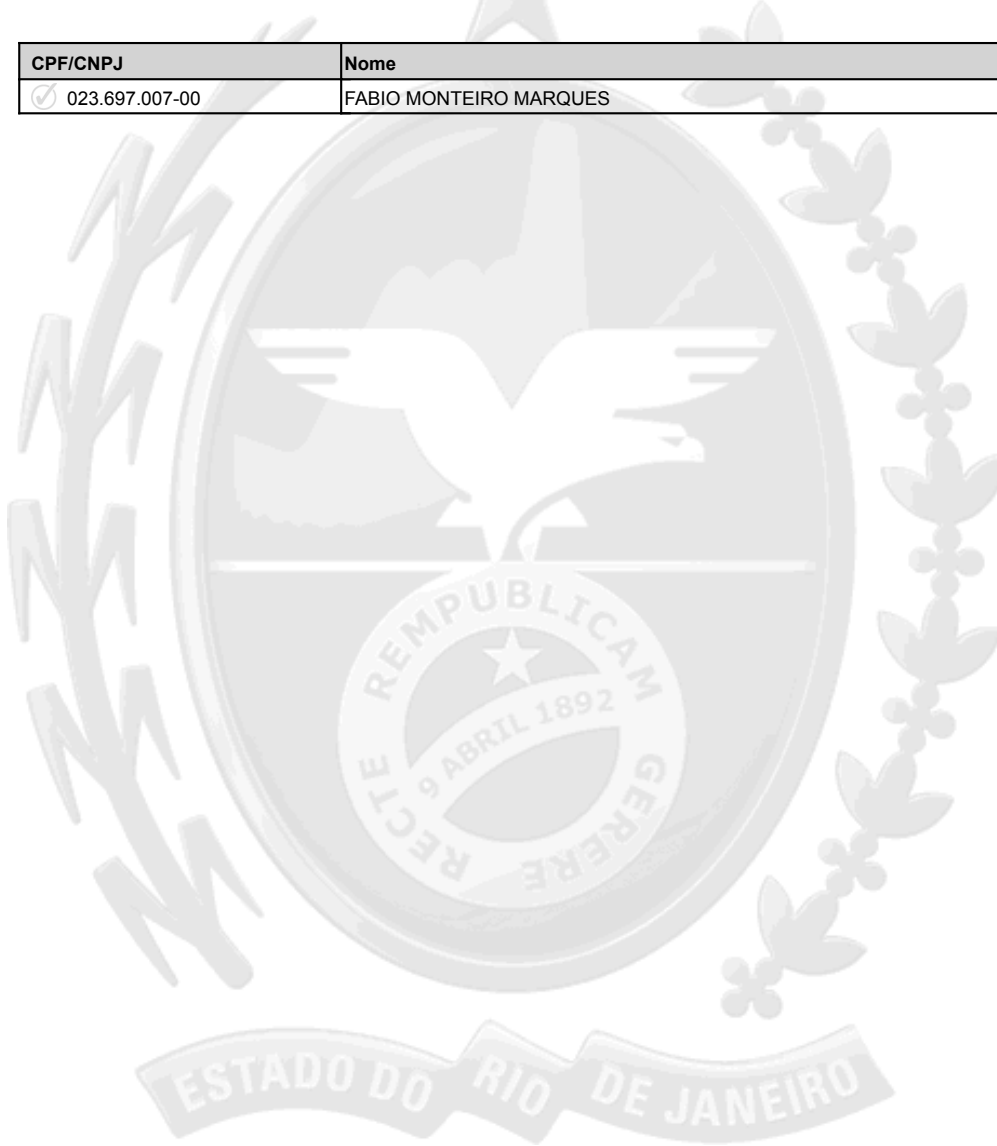 CPF/CNPJ Nome
023.697.007-00 FABIO MONTEIRO MARQUES
RECTE REMPUBLICAM GERERE
9 ABRIL 1892
ESTADO DO RIO DE JANEIRO